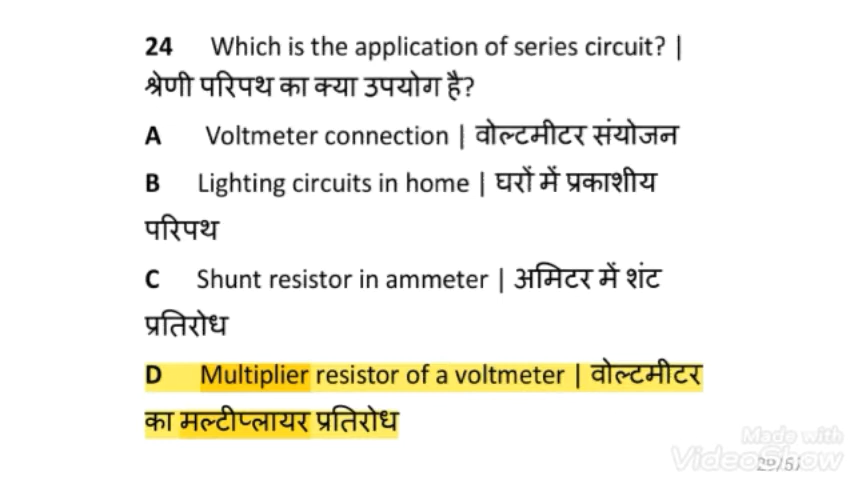 24 Which is the application of series circuit? |
श्रेणी परिपथ का क्या उपयोग है?
A Voltmeter connection | वोल्टमीटर संयोजन
B Lighting circuits in home | घरों में प्रकाशीय
परिपथ
C Shunt resistor in ammeter | अमिटर में शंट
प्रतिरोध
D Multiplier resistor of a voltmeter | वोल्टमीटर
का मल्टीप्लायर प्रतिरोध
Made with
VideoShow